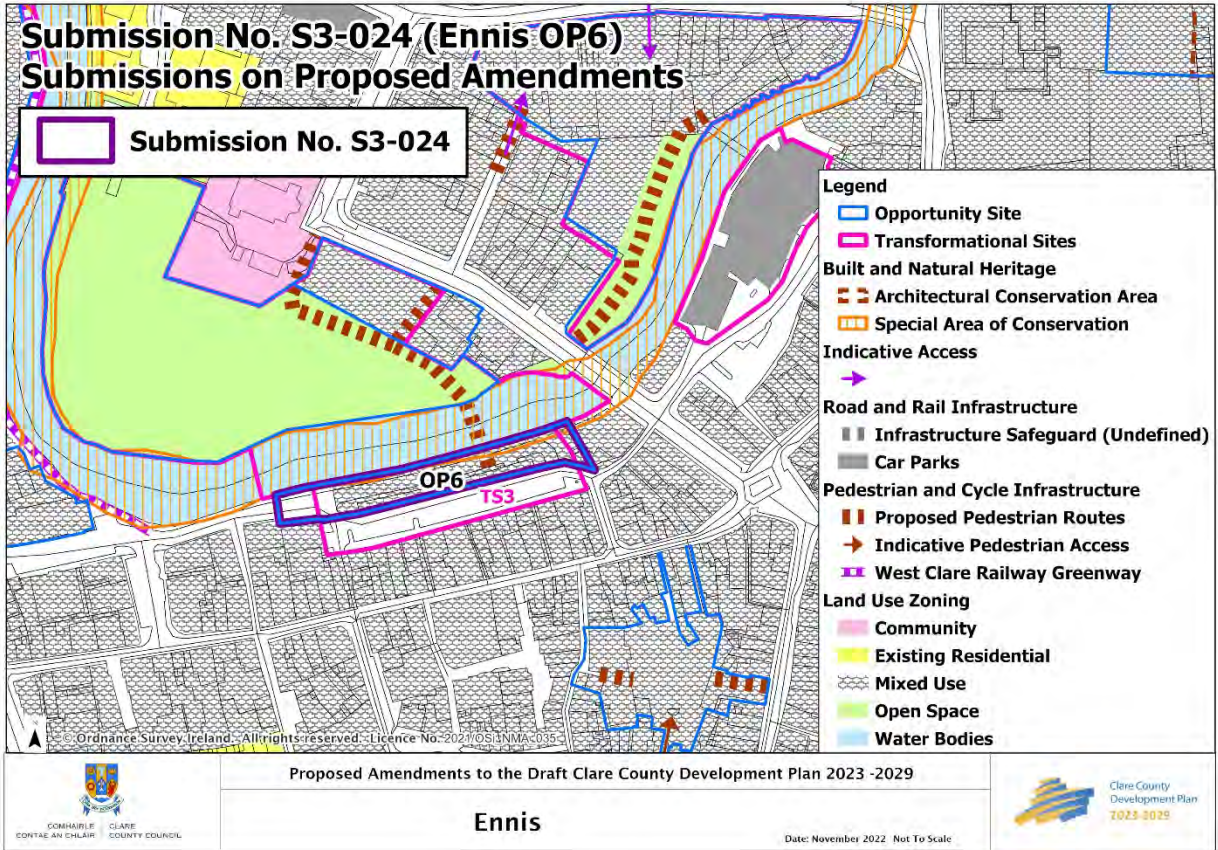 Submission No. S3-024 (Ennis OP6)
Submissions on Proposed Amendments
Submission No. S3-024
Legend
Opportunity Site
Transformational Sites
Built and Natural Heritage
Architectural Conservation Area
Special Area of Conservation
Indicative Access
Road and Rail Infrastructure
Infrastructure Safeguard (Undefined)
Car Parks
Pedestrian and Cycle Infrastructure
Proposed Pedestrian Routes
Indicative Pedestrian Access
West Clare Railway Greenway
Land Use Zoning
Community
Existing Residential
Mixed Use
Open Space
Water Bodies
OP6
TS3
© Ordnance Survey Ireland. All rights reserved. Licence No. 2021/OSi_NMA_035
Proposed Amendments to the Draft Clare County Development Plan 2023 -2029
Ennis
Date: November 2022 Not To Scale
COMHAIRLE CONTAE AN CHLÁIR
CLARE COUNTY COUNCIL
Clare County
Development Plan
2023-2029